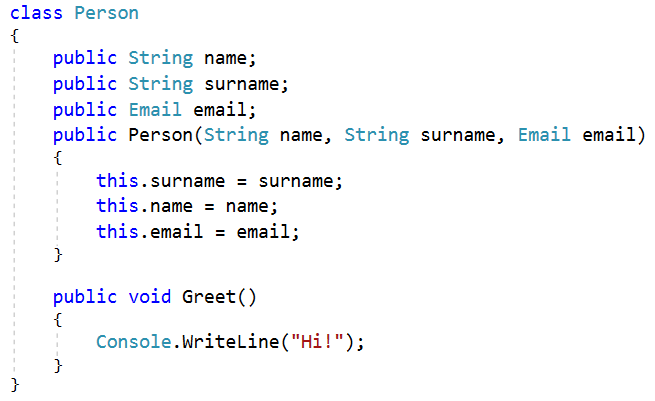 class Person
{
    public String name;
    public String surname;
    public Email email;
    public Person(String name, String surname, Email email)
    {
        this.surname = surname;
        this.name = name;
        this.email = email;
    }

    public void Greet()
    {
        Console.WriteLine("Hi!");
    }
}